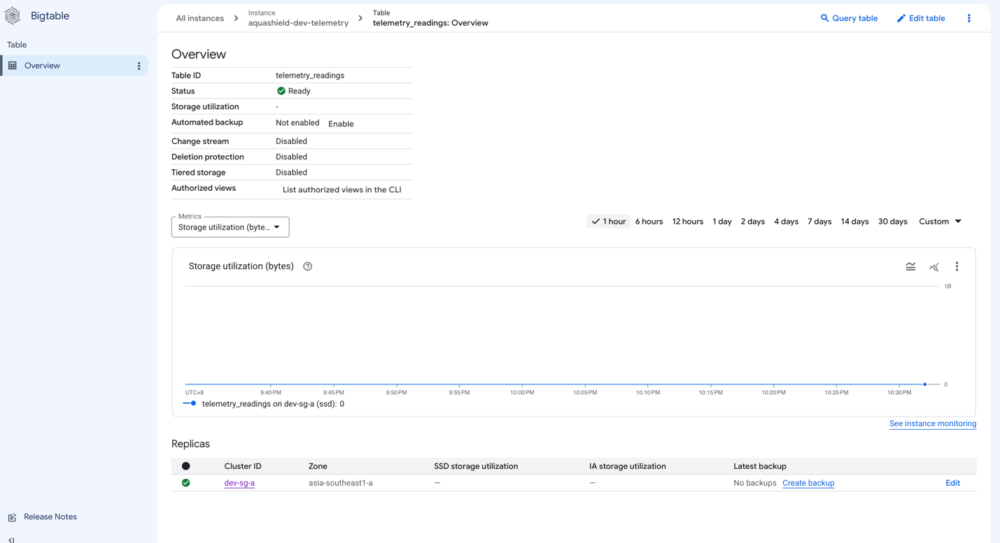 Bigtable
Table
Overview
Release Notes
All instances
Instance
aquashield-dev-telemetry
Table
telemetry_readings: Overview
Query table
Edit table
Overview
Table ID telemetry_readings
Status Ready
Storage utilization -
Automated backup Not enabled Enable
Change stream Disabled
Deletion protection Disabled
Tiered storage Disabled
Authorized views List authorized views in the CLI
Metrics
Storage utilization (byte...
1 hour 6 hours 12 hours 1 day 2 days 4 days 7 days 14 days 30 days Custom
Storage utilization (bytes)
1B
0
UTC+8 9:40 PM 9:45 PM 9:50 PM 9:55 PM 10:00 PM 10:05 PM 10:10 PM 10:15 PM 10:20 PM 10:25 PM 10:30 PM
telemetry_readings on dev-sg-a (ssd): 0
See instance monitoring
Replicas
Cluster ID Zone SSD storage utilization IA storage utilization Latest backup
dev-sg-a asia-southeast1-a — — No backups Create backup Edit